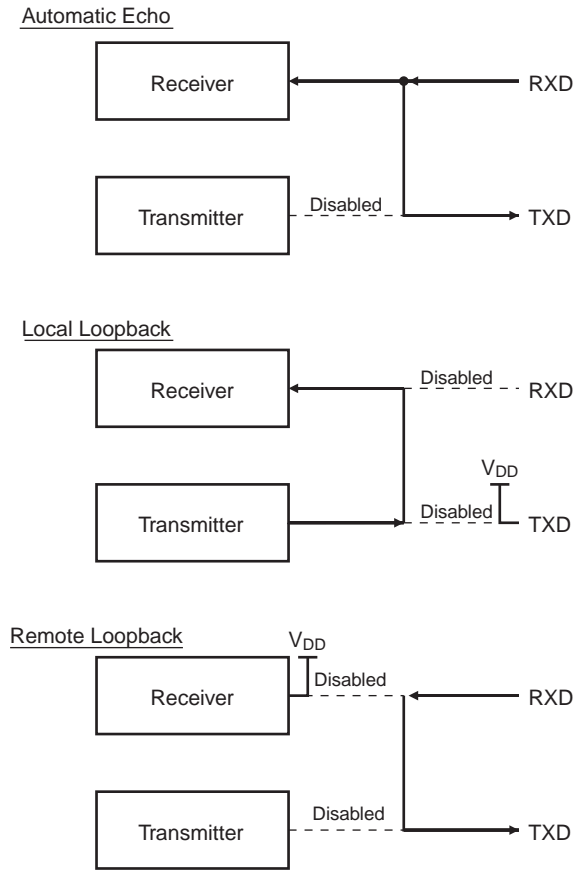 Automatic Echo
Receiver
RXD
Transmitter
Disabled
TXD
Local Loopback
Receiver
Disabled
RXD
VDD
Transmitter
Disabled
TXD
Remote Loopback
VDD
Receiver
Disabled
RXD
Transmitter
Disabled
TXD